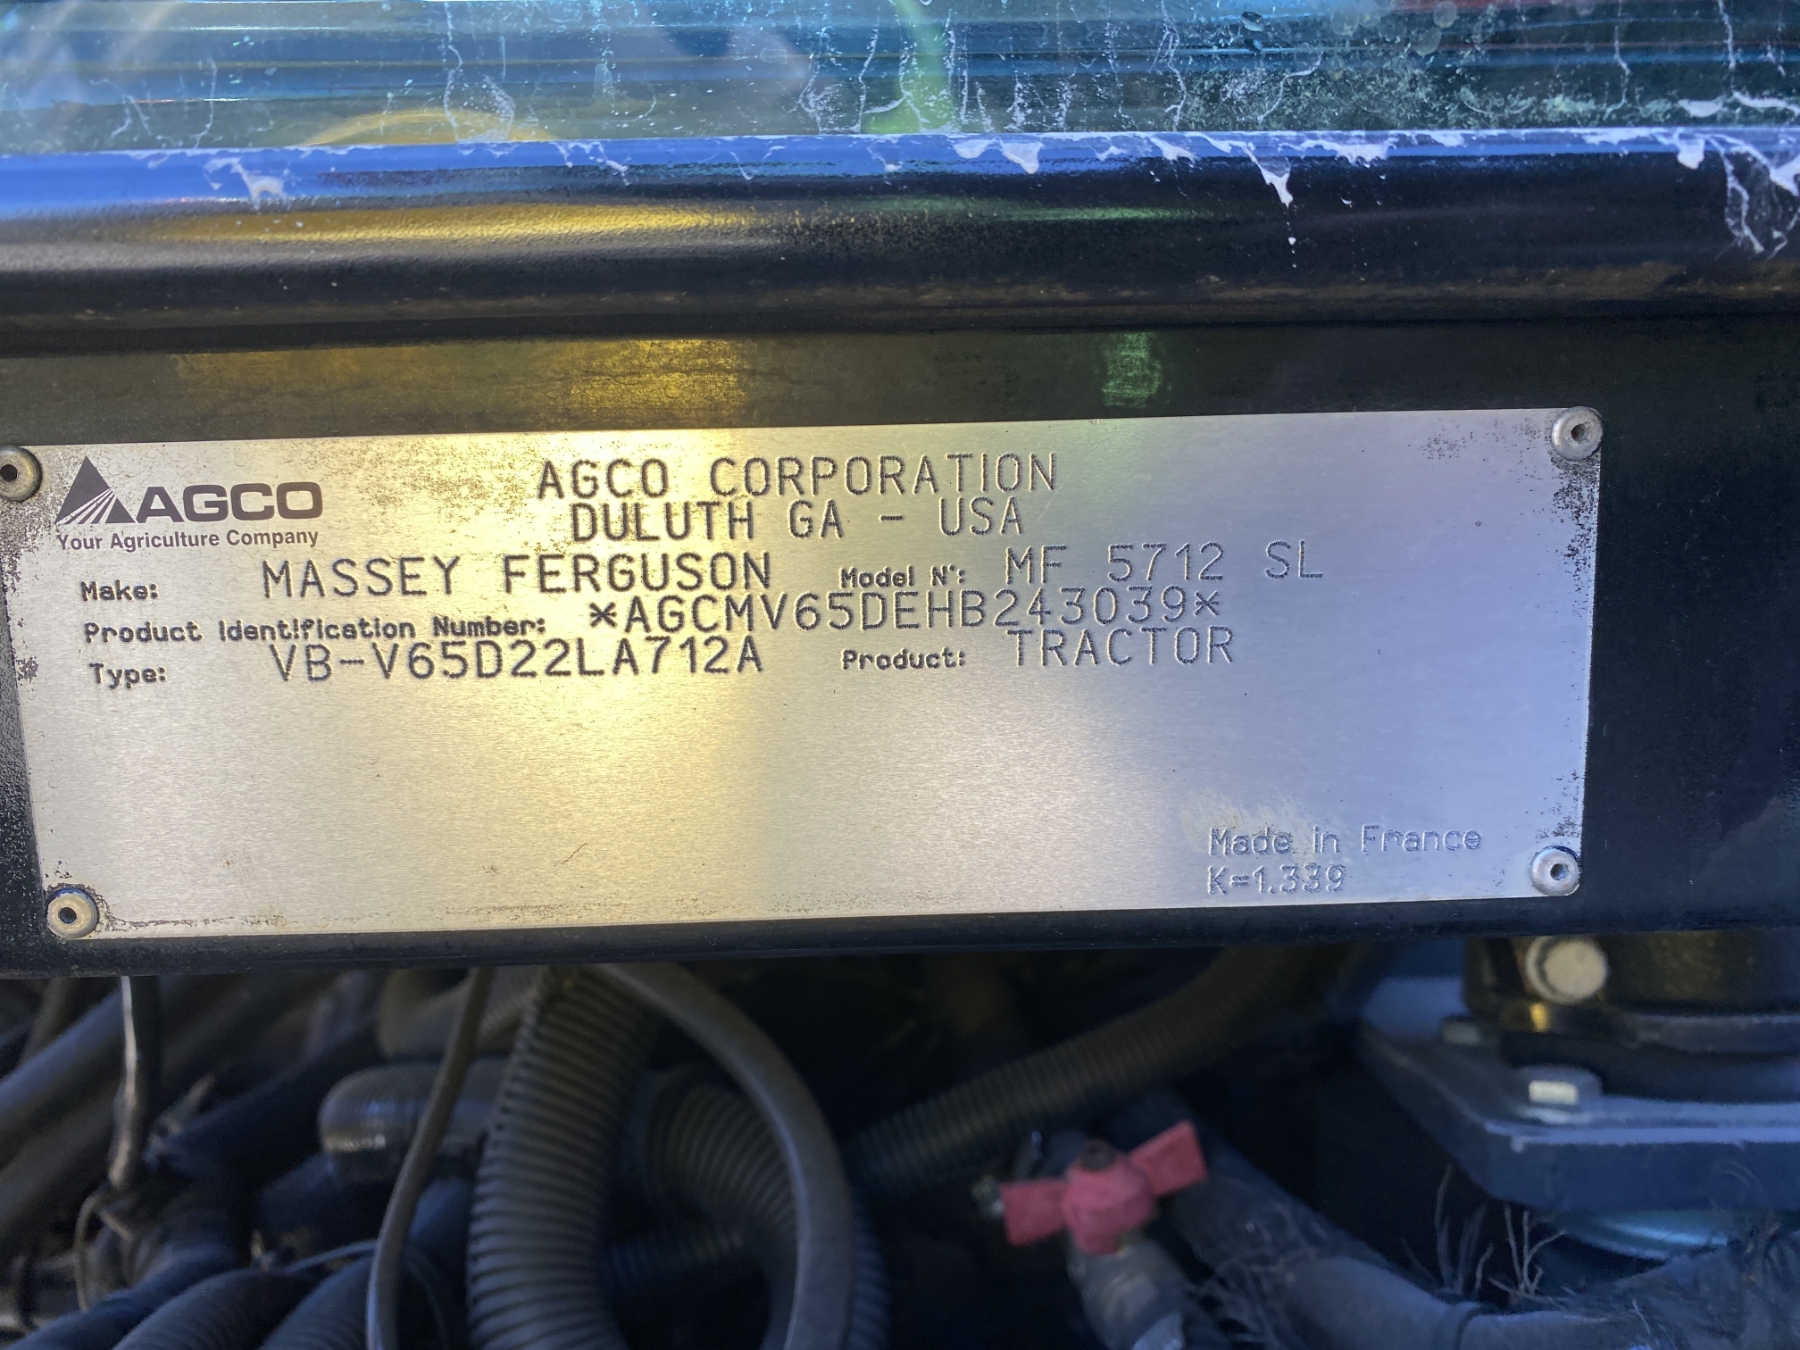 AGCO
Your Agriculture Company
AGCO CORPORATION
DULUTH GA - USA
Make: MASSEY FERGUSON Model N°: MF 5712 SL
Product Identification Number: *AGCMV65DEHB243039*
Type: VB-V65D22LA712A Product: TRACTOR
Made in France
K=1.339